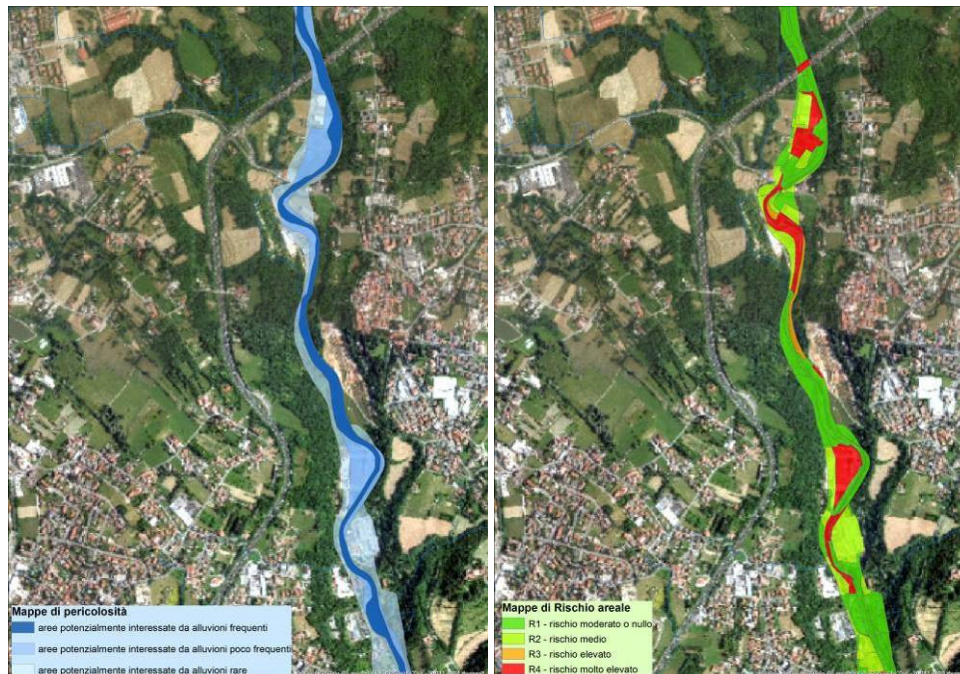 Mappe di pericolosità
aree potenzialmente interessate da alluvioni frequenti
aree potenzialmente interessate da alluvioni poco frequenti
aree potenzialmente interessate da alluvioni rare
Mappe di Rischio areale
R1 - rischio moderato o nullo
R2 - rischio medio
R3 - rischio elevato
R4 - rischio molto elevato